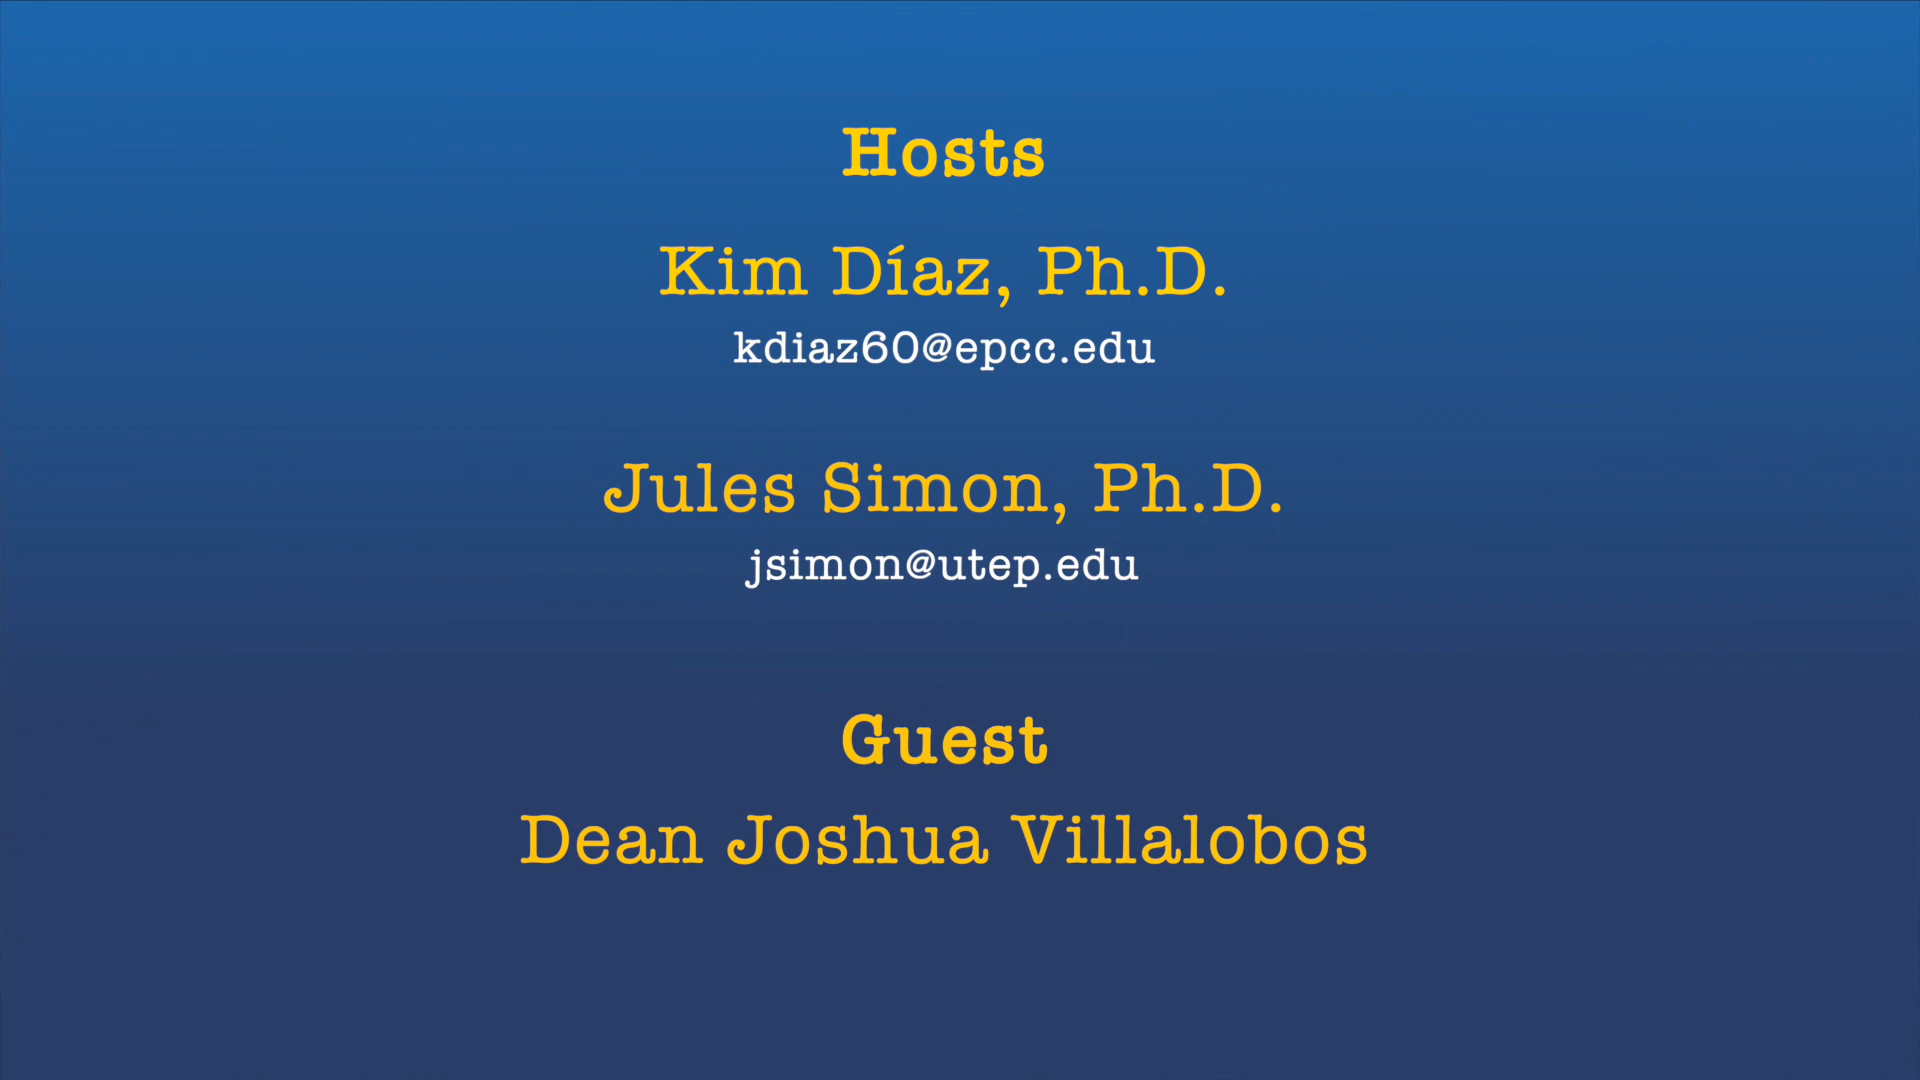 Hosts
Kim Díaz, Ph.D.
kdiaz60@epcc.edu
Jules Simon, Ph.D.
jsimon@utep.edu
Guest
Dean Joshua Villalobos